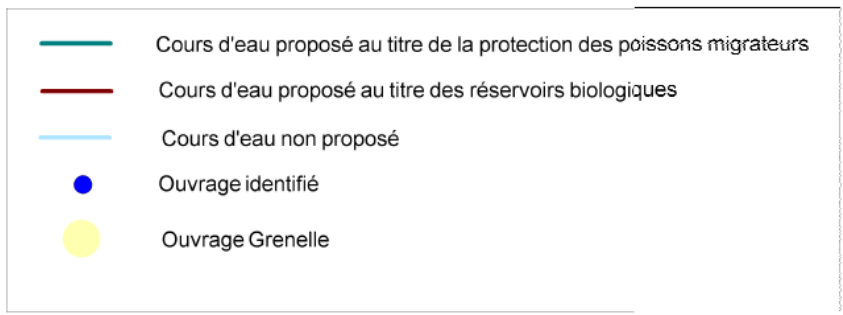 Cours d'eau proposé au titre de la protection des poissons migrateurs
Cours d'eau proposé au titre des réservoirs biologiques
Cours d'eau non proposé
Ouvrage identifié
Ouvrage Grenelle